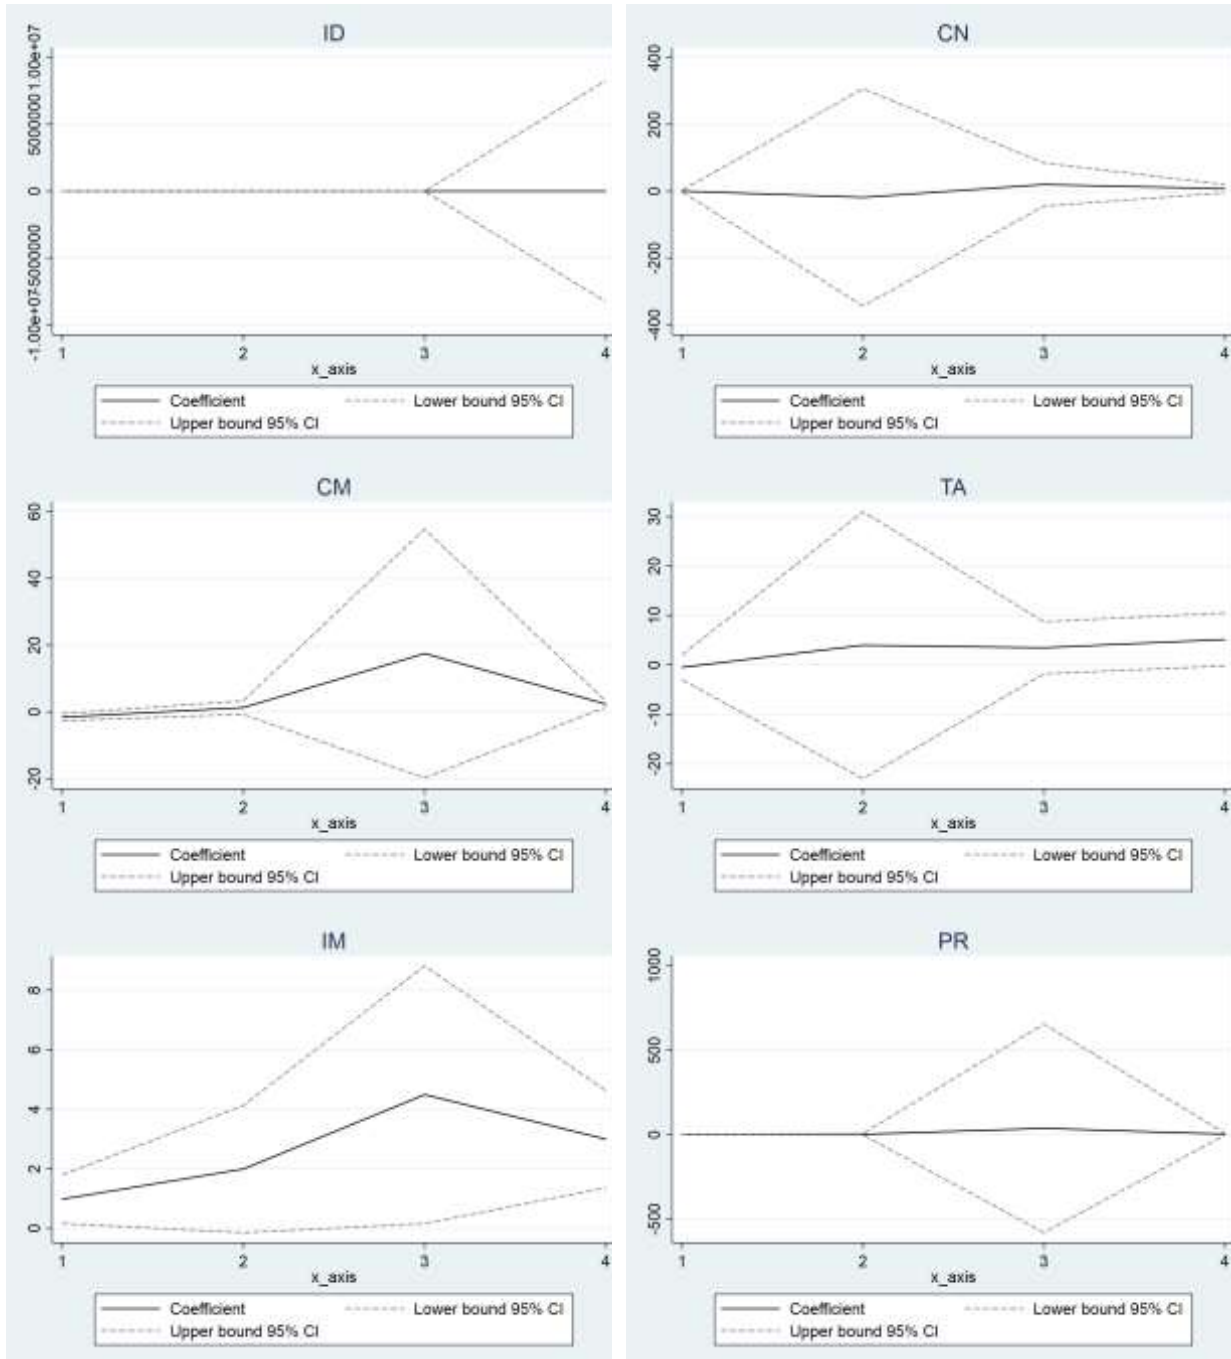 ID
1.00e+07
5000000
0
-5000000
-1.00e+07
1 2 3 4
x_axis
Coefficient Lower bound 95% CI
Upper bound 95% CI
CN
400
200
0
-200
-400
1 2 3 4
x_axis
Coefficient Lower bound 95% CI
Upper bound 95% CI
CM
60
40
20
0
-20
1 2 3 4
x_axis
Coefficient Lower bound 95% CI
Upper bound 95% CI
TA
30
20
10
0
-10
-20
1 2 3 4
x_axis
Coefficient Lower bound 95% CI
Upper bound 95% CI
IM
8
6
4
2
0
1 2 3 4
x_axis
Coefficient Lower bound 95% CI
Upper bound 95% CI
PR
1000
500
0
-500
1 2 3 4
x_axis
Coefficient Lower bound 95% CI
Upper bound 95% CI